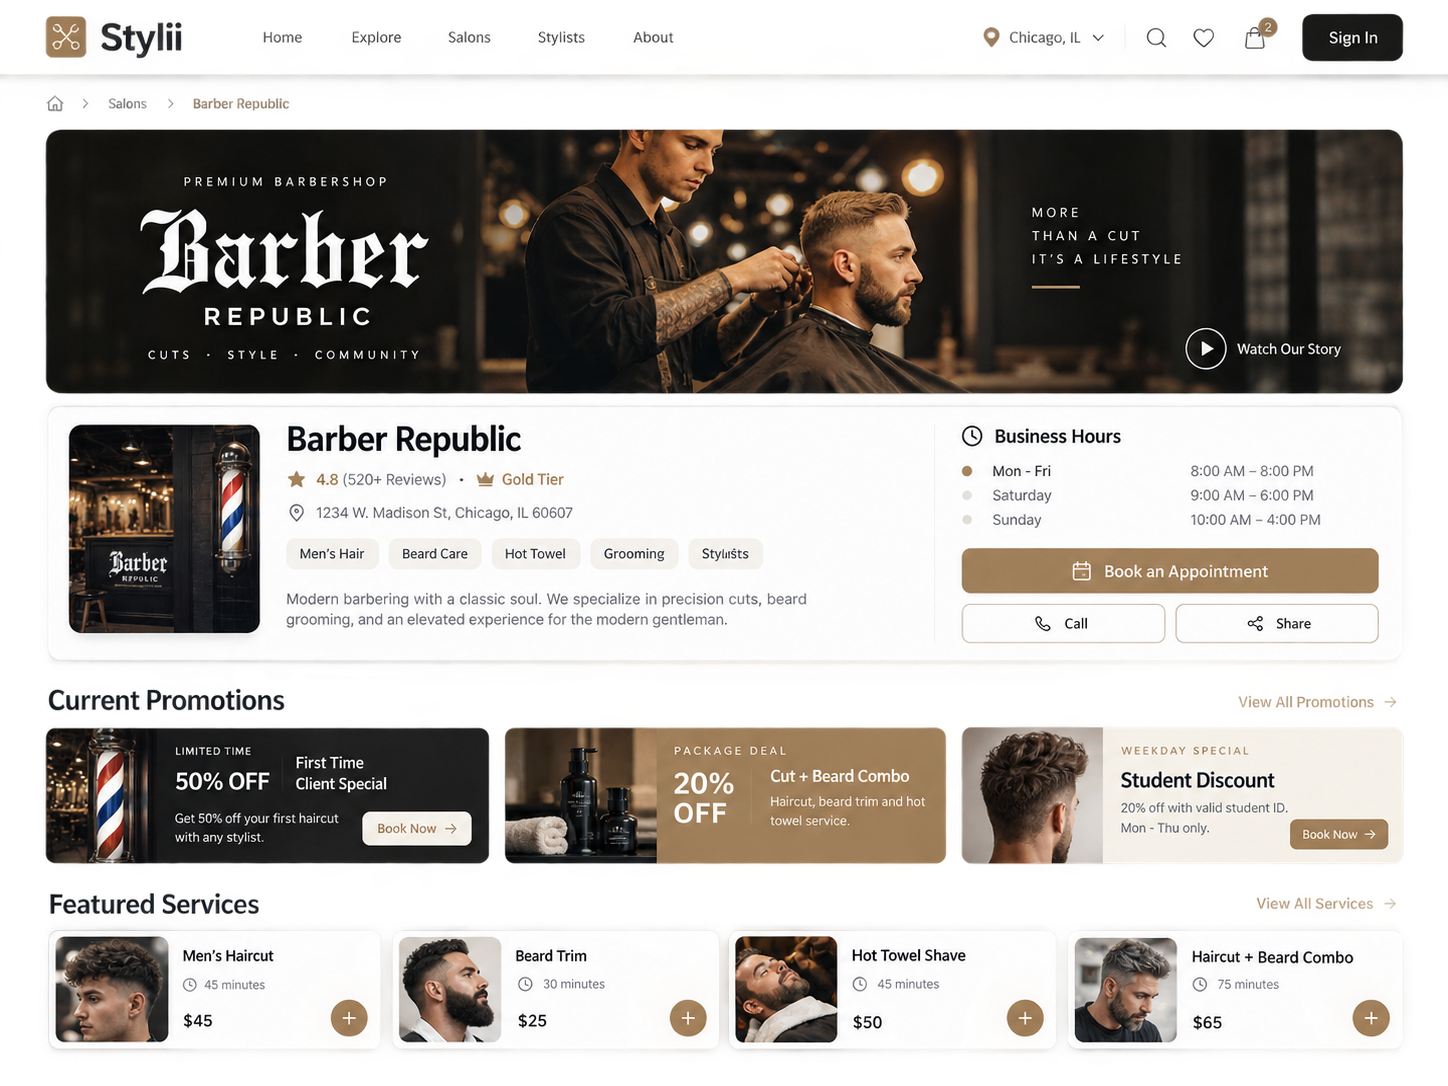 Stylii
Home
Explore
Salons
Stylists
About
Chicago, IL
2
Sign In
Salons
Barber Republic
PREMIUM BARBERSHOP
Barber
REPUBLIC
CUTS · STYLE · COMMUNITY
MORE
THAN A CUT
IT'S A LIFESTYLE
Watch Our Story
Barber
Barber Republic
4.8 (520+ Reviews) • Gold Tier
1234 W. Madison St, Chicago, IL 60607
Men's Hair
Beard Care
Hot Towel
Grooming
Modern barbering with a classic soul. We specialize in precision cuts, beard
grooming, and an elevated experience for the modern gentleman.
Business Hours
Mon - Fri 8:00 AM – 8:00 PM
Saturday 9:00 AM – 6:00 PM
Sunday 10:00 AM – 4:00 PM
Book an Appointment
Call
Share
Current Promotions
View All Promotions →
LIMITED TIME
50% OFF
First Time
Client Special
Get 50% off your first haircut
with any stylist.
Book Now →
PACKAGE DEAL
20%
OFF
Cut + Beard Combo
Haircut, beard trim and hot
towel service.
WEEKDAY SPECIAL
Student Discount
20% off with valid student ID.
Mon - Thu only.
Book Now →
Featured Services
View All Services →
Men's Haircut
45 minutes
$45
Beard Trim
30 minutes
$25
Hot Towel Shave
45 minutes
$50
Haircut + Beard Combo
75 minutes
$65